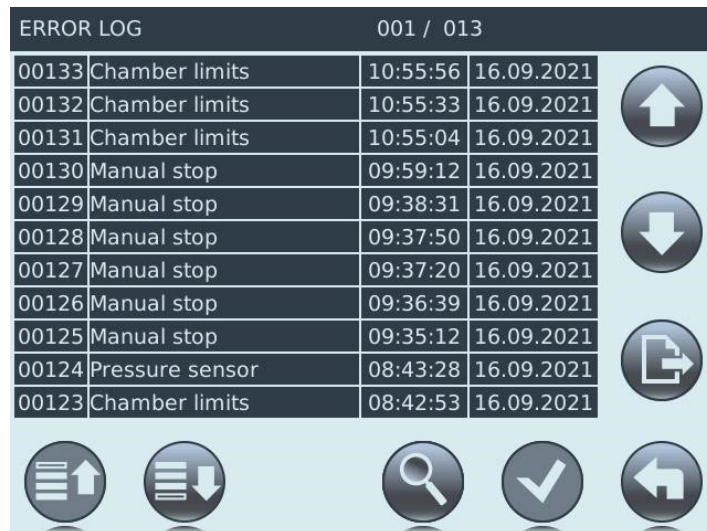 ERROR LOG 001 / 013
00133 Chamber limits 10:55:56 16.09.2021
00132 Chamber limits 10:55:33 16.09.2021
00131 Chamber limits 10:55:04 16.09.2021
00130 Manual stop 09:59:12 16.09.2021
00129 Manual stop 09:38:31 16.09.2021
00128 Manual stop 09:37:50 16.09.2021
00127 Manual stop 09:37:20 16.09.2021
00126 Manual stop 09:36:39 16.09.2021
00125 Manual stop 09:35:12 16.09.2021
00124 Pressure sensor 08:43:28 16.09.2021
00123 Chamber limits 08:42:53 16.09.2021